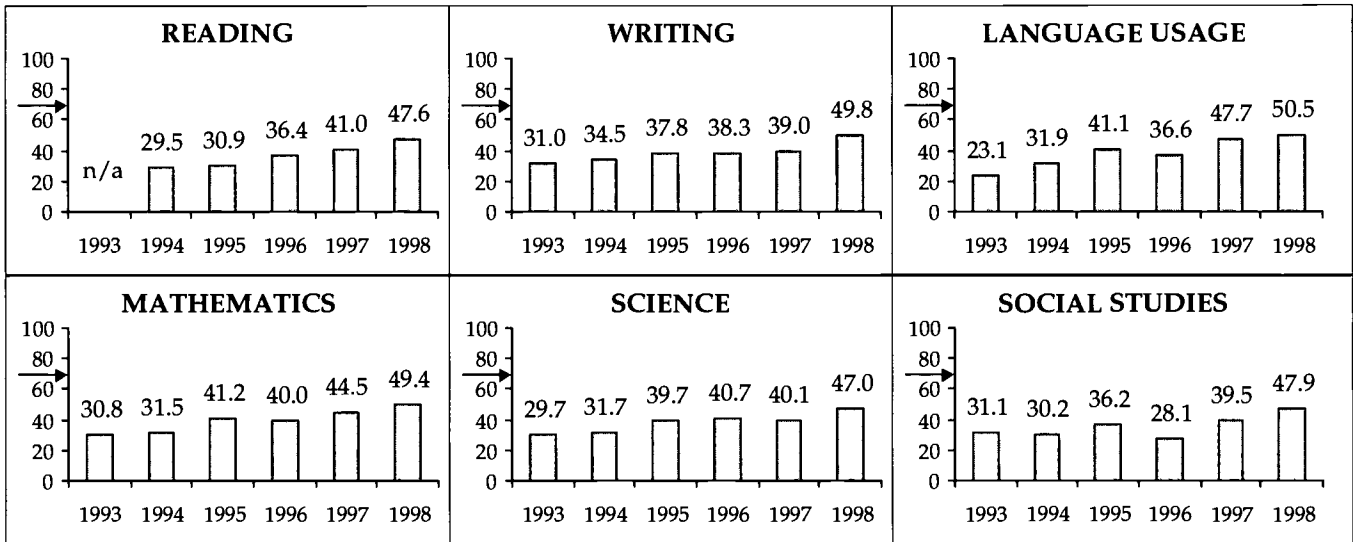 READING
100
80
60
40
20
0
n/a
29.5 30.9 36.4 41.0 47.6
1993 1994 1995 1996 1997 1998
WRITING
100
80
60
40
20
0
31.0 34.5 37.8 38.3 39.0 49.8
1993 1994 1995 1996 1997 1998
LANGUAGE USAGE
100
80
60
40
20
0
23.1 31.9 41.1 36.6 47.7 50.5
1993 1994 1995 1996 1997 1998
MATHEMATICS
100
80
60
40
20
0
30.8 31.5 41.2 40.0 44.5 49.4
1993 1994 1995 1996 1997 1998
SCIENCE
100
80
60
40
20
0
29.7 31.7 39.7 40.7 40.1 47.0
1993 1994 1995 1996 1997 1998
SOCIAL STUDIES
100
80
60
40
20
0
31.1 30.2 36.2 28.1 39.5 47.9
1993 1994 1995 1996 1997 1998